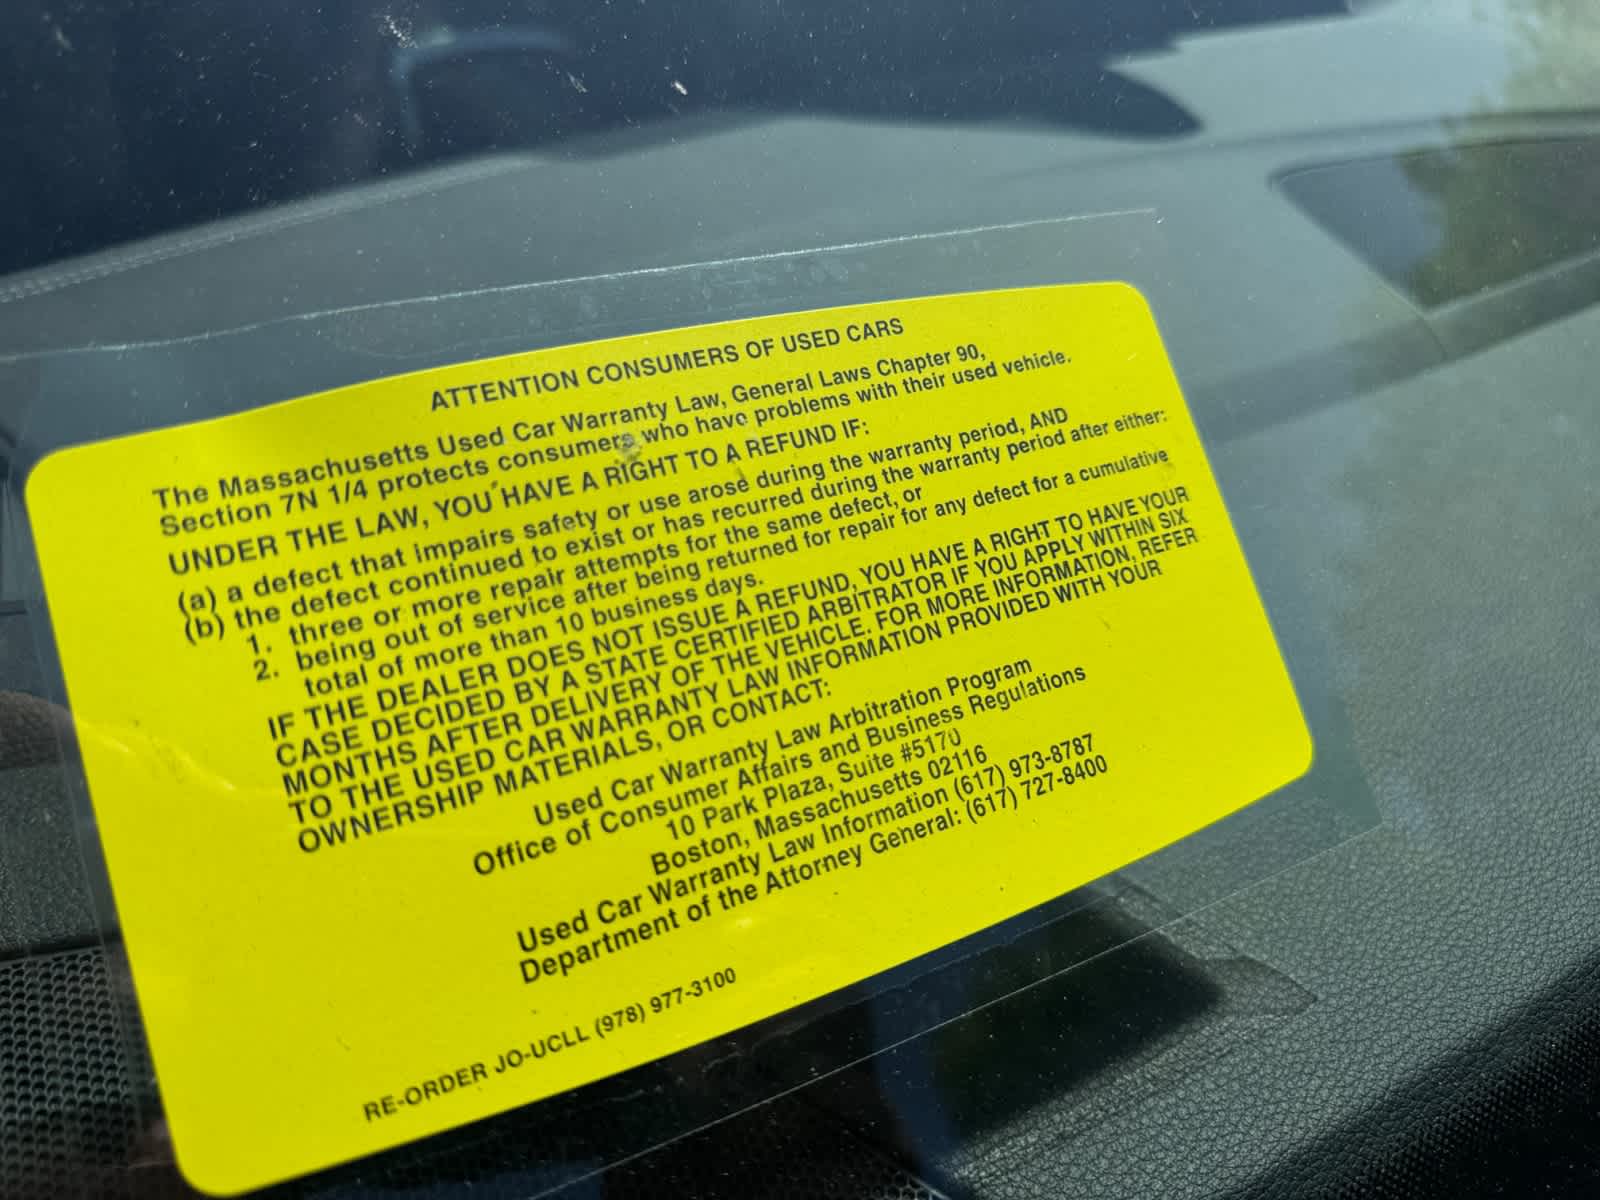 ATTENTION CONSUMERS OF USED CARS
The Massachusetts Used Car Warranty Law, General Laws Chapter 90,
Section 7N 1/4 protects consumers who have problems with their used vehicle.
UNDER THE LAW, YOU HAVE A RIGHT TO A REFUND IF:
(a) a defect that impairs safety or use arose during the warranty period, AND
(b) the defect continued to exist or has recurred during the warranty period after either:
1. three or more repair attempts for the same defect, or
2. being out of service after being returned for repair for any defect for a cumulative
total of more than 10 business days.
IF THE DEALER DOES NOT ISSUE A REFUND, YOU HAVE A RIGHT TO HAVE YOUR
CASE DECIDED BY A STATE CERTIFIED ARBITRATOR IF YOU APPLY WITHIN SIX
MONTHS AFTER DELIVERY OF THE VEHICLE. FOR MORE INFORMATION, REFER
TO THE USED CAR WARRANTY LAW INFORMATION PROVIDED WITH YOUR
OWNERSHIP MATERIALS, OR CONTACT:
Used Car Warranty Law Arbitration Program
Office of Consumer Affairs and Business Regulations
10 Park Plaza, Suite #5170
Boston, Massachusetts 02116
Used Car Warranty Law Information (617) 973-8787
Department of the Attorney General: (617) 727-8400
RE-ORDER JO-UCLL (978) 977-3100